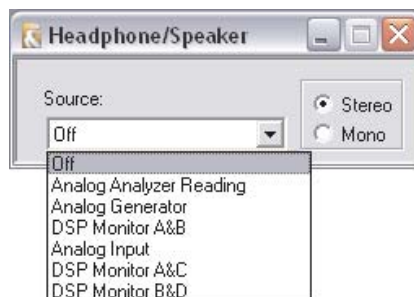 Headphone/Speaker
Source:
Off
Stereo
Mono
Off
Analog Analyzer Reading
Analog Generator
DSP Monitor A&B
Analog Input
DSP Monitor A&C
DSP Monitor B&D